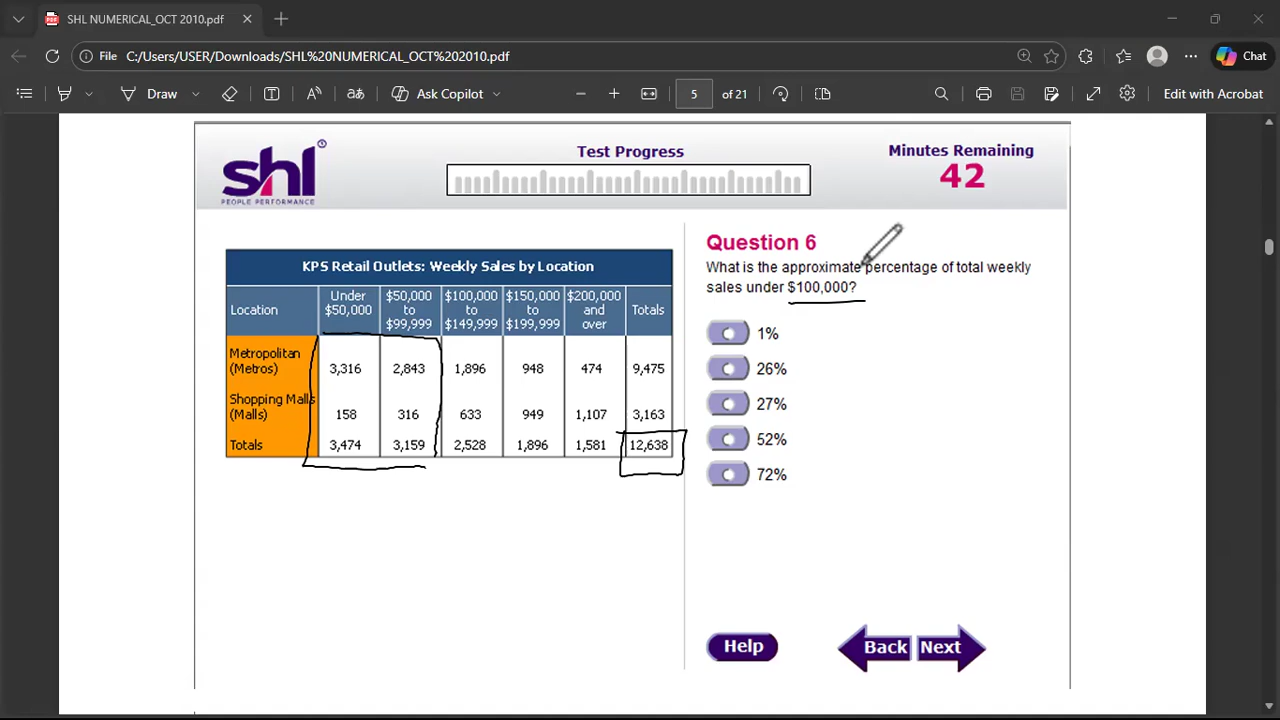 SHL NUMERICAL_OCT 2010.pdf
File C:/Users/USER/Downloads/SHL%20NUMERICAL_OCT%202010.pdf
Chat
Draw
Ask Copilot
5 of 21
Edit with Acrobat
shl
PEOPLE PERFORMANCE
Test Progress
Minutes Remaining
42
KPS Retail Outlets: Weekly Sales by Location
Location Under $50,000 $50,000 to $99,999 $100,000 to $149,999 $150,000 to $199,999 $200,000 and over Totals
Metropolitan (Metros) 3,316 2,843 1,896 948 474 9,475
Shopping Malls (Malls) 158 316 633 949 1,107 3,163
Totals 3,474 3,159 2,528 1,896 1,581 12,638
Question 6
What is the approximate percentage of total weekly
sales under $100,000?
1%
26%
27%
52%
72%
Help
Back
Next